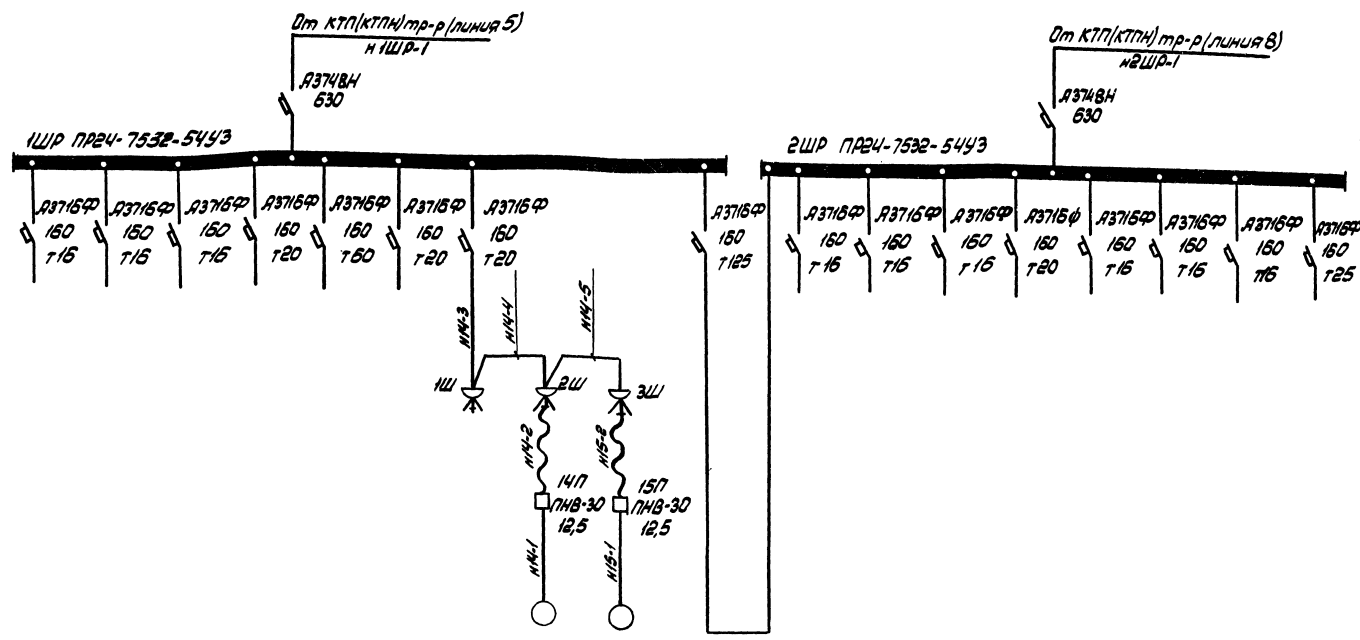 От КТП(КТПН) тр-р (линия 5)
н1ШР-1
А3748Н
630
1ШР ПР24-7532-54У3
А3716Ф
160
Т16
А3716Ф
160
Т16
А3716Ф
160
Т16
А3716Ф
160
Т20
А3716Ф
160
Т60
А3716Ф
160
Т20
А3716Ф
160
Т20
А3716Ф
160
Т125
н14-3
н14-4
н14-5
1Ш
2Ш
3Ш
н14-2
н15-2
14П
ПНВ-30
12,5
15П
ПНВ-30
12,5
н14-1
н15-1
От КТП(КТПН) тр-р (линия 8)
н2ШР-1
А3748Н
630
2ШР ПР24-7532-54У3
А3716Ф
160
Т16
А3716Ф
160
Т16
А3716Ф
160
Т16
А3716Ф
160
Т20
А3716Ф
160
Т16
А3716Ф
160
Т16
А3716Ф
160
Т16
А3716Ф
160
Т25